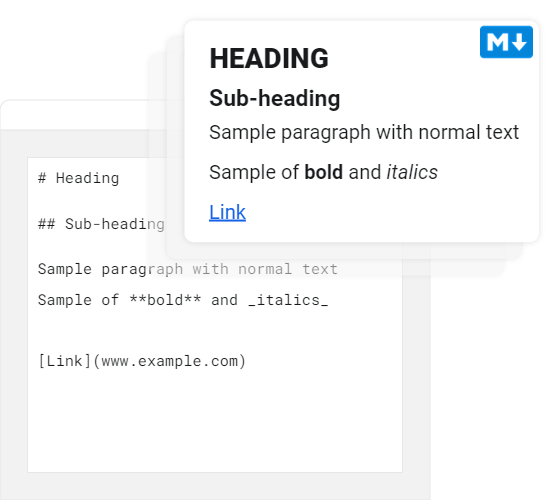 M↓
HEADING
Sub-heading
Sample paragraph with normal text
Sample of bold and italics
Link
# Heading
## Sub-heading
Sample paragraph with normal text
Sample of **bold** and _italics_
[Link](www.example.com)